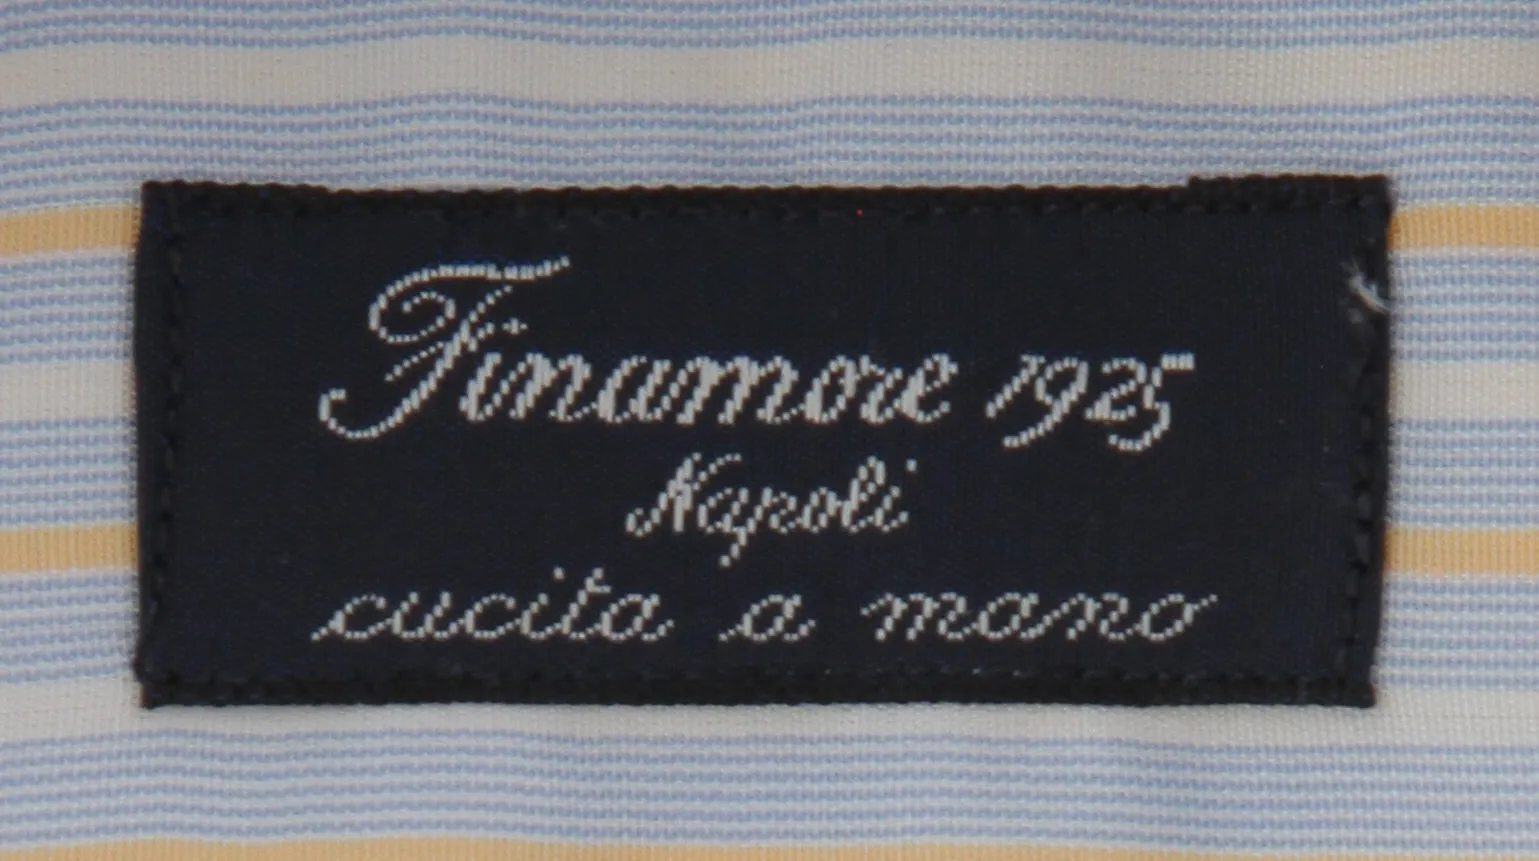 Finamore 1925
Napoli
cucita a mano